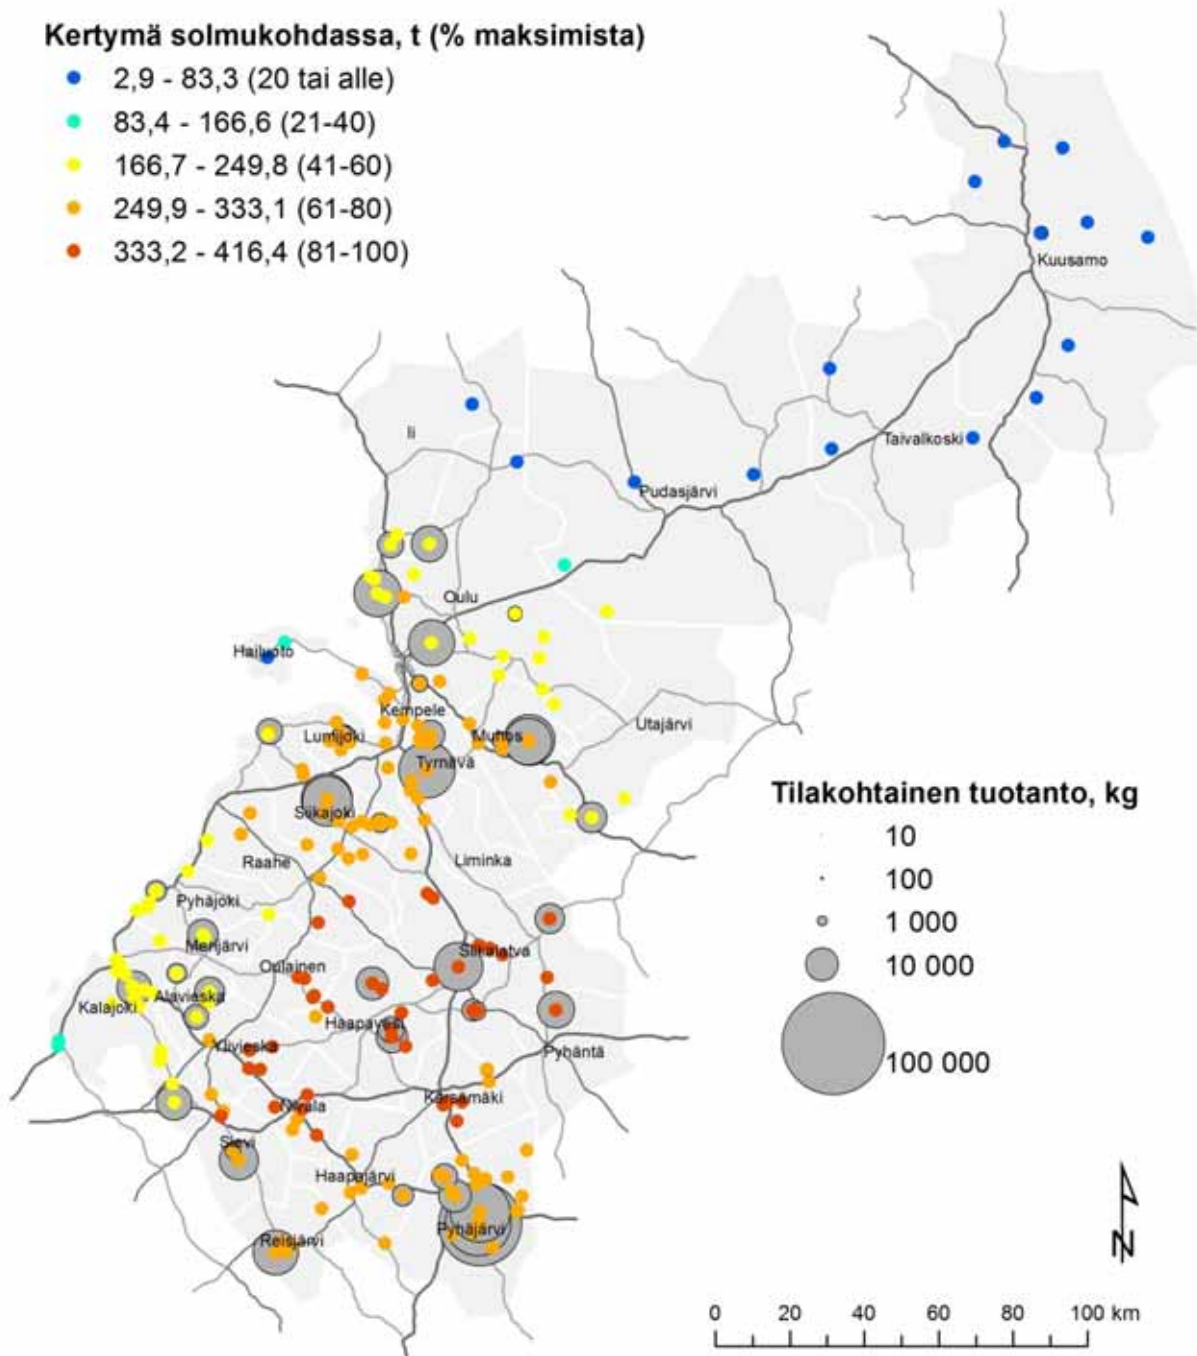 Kertymä solmukohdassa, t (% maksimista)
2,9 - 83,3 (20 tai alle)
83,4 - 166,6 (21-40)
166,7 - 249,8 (41-60)
249,9 - 333,1 (61-80)
333,2 - 416,4 (81-100)
Kuusamo
Ii
Taivalkoski
Pudasjärvi
Oulu
Hailuoto
Kempele
Lumijoki
Muhos
Utajärvi
Tyrnävä
Tilakohtainen tuotanto, kg
10
100
1 000
10 000
100 000
Siikajoki
Raahe
Liminka
Pyhäjoki
Merijärvi
Siikalatva
Oulainen
Alavieska
Kalajoki
Haapavesi
Ylivieska
Pyhäntä
Kärsämäki
Nivala
Sievi
Haapajärvi
Pyhäjärvi
Reisjärvi
N
0 20 40 60 80 100 km